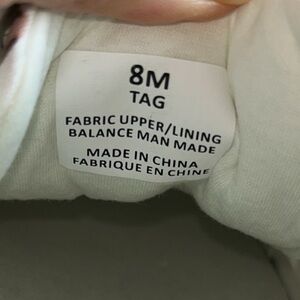 8M
TAG
FABRIC UPPER/LINING
BALANCE MAN MADE
MADE IN CHINA
FABRIQUE EN CHINE